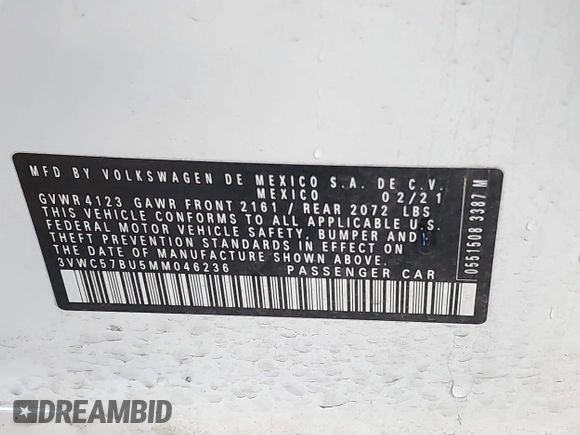 MFD BY VOLKSWAGEN DE MEXICO S.A. DE C.V.
MEXICO 02/21
GVWR 4123 GAWR FRONT 2161 / REAR 2072 LBS
THIS VEHICLE CONFORMS TO ALL APPLICABLE U.S.
FEDERAL MOTOR VEHICLE SAFETY, BUMPER AND
THEFT PREVENTION STANDARDS IN EFFECT ON
THE DATE OF MANUFACTURE SHOWN ABOVE.
3VWC57BU5MM046236 PASSENGER CAR
0551508 3387 M
DREAMBID